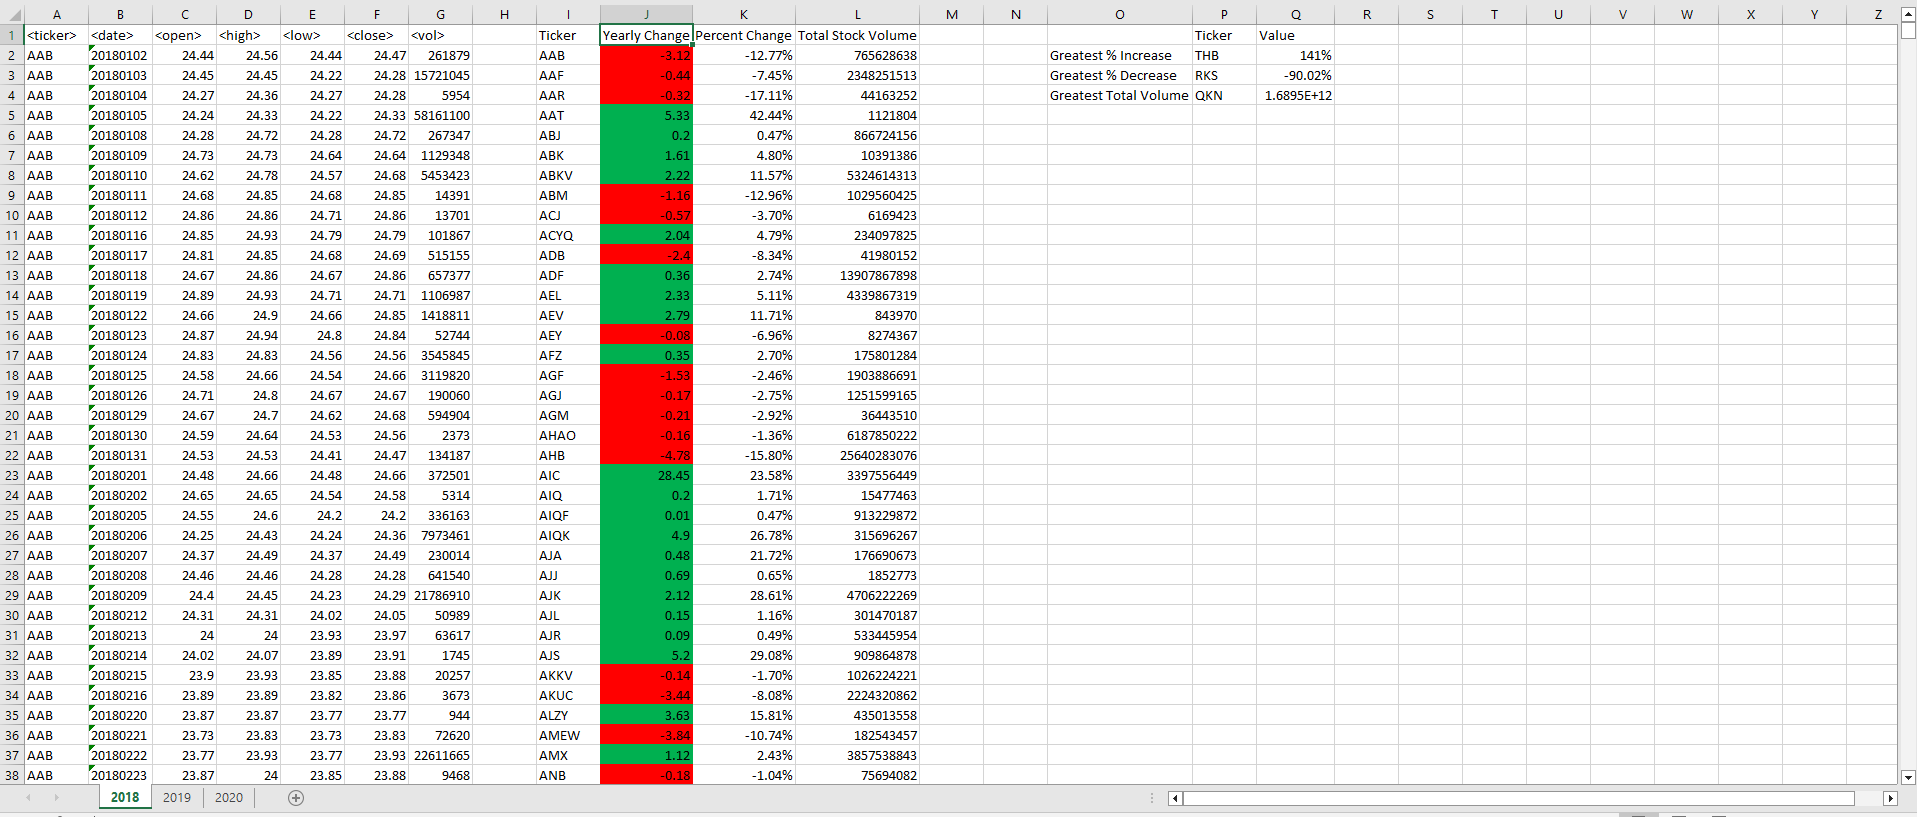 A B C D E F G H I J K L M N O P Q R S T U V W X Y Z
1 <ticker> <date> <open> <high> <low> <close> <vol> Ticker Yearly Change Percent Change Total Stock Volume Ticker Value
2 AAB 20180102 24.44 24.56 24.44 24.47 261879 AAB -3.12 -12.77% 765628638 Greatest % Increase THB 141%
3 AAB 20180103 24.45 24.45 24.22 24.28 15721045 AAF -0.44 -7.45% 2348251513 Greatest % Decrease RKS -90.02%
4 AAB 20180104 24.27 24.36 24.27 24.28 5954 AAR -0.32 -17.11% 44163252 Greatest Total Volume QKN 1.6895E+12
5 AAB 20180105 24.24 24.33 24.22 24.33 58161100 AAT 5.33 42.44% 1121804
6 AAB 20180108 24.28 24.72 24.28 24.72 267347 ABJ 0.2 0.47% 866724156
7 AAB 20180109 24.73 24.73 24.64 24.64 1129348 ABK 1.61 4.80% 10391386
8 AAB 20180110 24.62 24.78 24.57 24.68 5453423 ABKV 2.22 11.57% 5324614313
9 AAB 20180111 24.68 24.85 24.68 24.85 14391 ABM -1.16 -12.96% 1029560425
10 AAB 20180112 24.86 24.86 24.71 24.86 13701 ACJ -0.57 -3.70% 6169423
11 AAB 20180116 24.85 24.93 24.79 24.79 101867 ACYQ 2.04 4.79% 234097825
12 AAB 20180117 24.81 24.85 24.68 24.69 515155 ADB -2.4 -8.34% 41980152
13 AAB 20180118 24.67 24.86 24.67 24.86 657377 ADF 0.36 2.74% 13907867898
14 AAB 20180119 24.89 24.93 24.71 24.71 1106987 AEL 2.33 5.11% 4339867319
15 AAB 20180122 24.66 24.9 24.66 24.85 1418811 AEV 2.79 11.71% 843970
16 AAB 20180123 24.87 24.94 24.8 24.84 52744 AEY -0.08 -6.96% 8274367
17 AAB 20180124 24.83 24.83 24.56 24.56 3545845 AFZ 0.35 2.70% 175801284
18 AAB 20180125 24.58 24.66 24.54 24.66 3119820 AGF -1.53 -2.46% 1903886691
19 AAB 20180126 24.71 24.8 24.67 24.67 190060 AGJ -0.17 -2.75% 1251599165
20 AAB 20180129 24.67 24.7 24.62 24.68 594904 AGM -0.21 -2.92% 36443510
21 AAB 20180130 24.59 24.64 24.53 24.56 2373 AHAO -0.16 -1.36% 6187850222
22 AAB 20180131 24.53 24.53 24.41 24.47 134187 AHB -4.78 -15.80% 25640283076
23 AAB 20180201 24.48 24.66 24.48 24.66 372501 AIC 28.45 23.58% 3397556449
24 AAB 20180202 24.65 24.65 24.54 24.58 5314 AIQ 0.2 1.71% 15477463
25 AAB 20180205 24.55 24.6 24.2 24.2 336163 AIQF 0.01 0.47% 913229872
26 AAB 20180206 24.25 24.43 24.24 24.36 7973461 AIQK 4.9 26.78% 315696267
27 AAB 20180207 24.37 24.49 24.37 24.49 230014 AJA 0.48 21.72% 176690673
28 AAB 20180208 24.46 24.46 24.28 24.28 641540 AJJ 0.69 0.65% 1852773
29 AAB 20180209 24.4 24.45 24.23 24.29 21786910 AJK 2.12 28.61% 4706222269
30 AAB 20180212 24.31 24.31 24.02 24.05 50989 AJL 0.15 1.16% 301470187
31 AAB 20180213 24 24 23.93 23.97 63617 AJR 0.09 0.49% 533445954
32 AAB 20180214 24.02 24.07 23.89 23.91 1745 AJS 5.2 29.08% 909864878
33 AAB 20180215 23.9 23.93 23.85 23.88 20257 AKKV -0.14 -1.70% 1026224221
34 AAB 20180216 23.89 23.89 23.82 23.86 3673 AKUC -3.44 -8.08% 2224320862
35 AAB 20180220 23.87 23.87 23.77 23.77 944 ALZY 3.63 15.81% 435013558
36 AAB 20180221 23.73 23.83 23.73 23.83 72620 AMEW -3.84 -10.74% 182543457
37 AAB 20180222 23.77 23.93 23.77 23.93 22611665 AMX 1.12 2.43% 3857538843
38 AAB 20180223 23.87 24 23.85 23.88 9468 ANB -0.18 -1.04% 75694082
2018 2019 2020